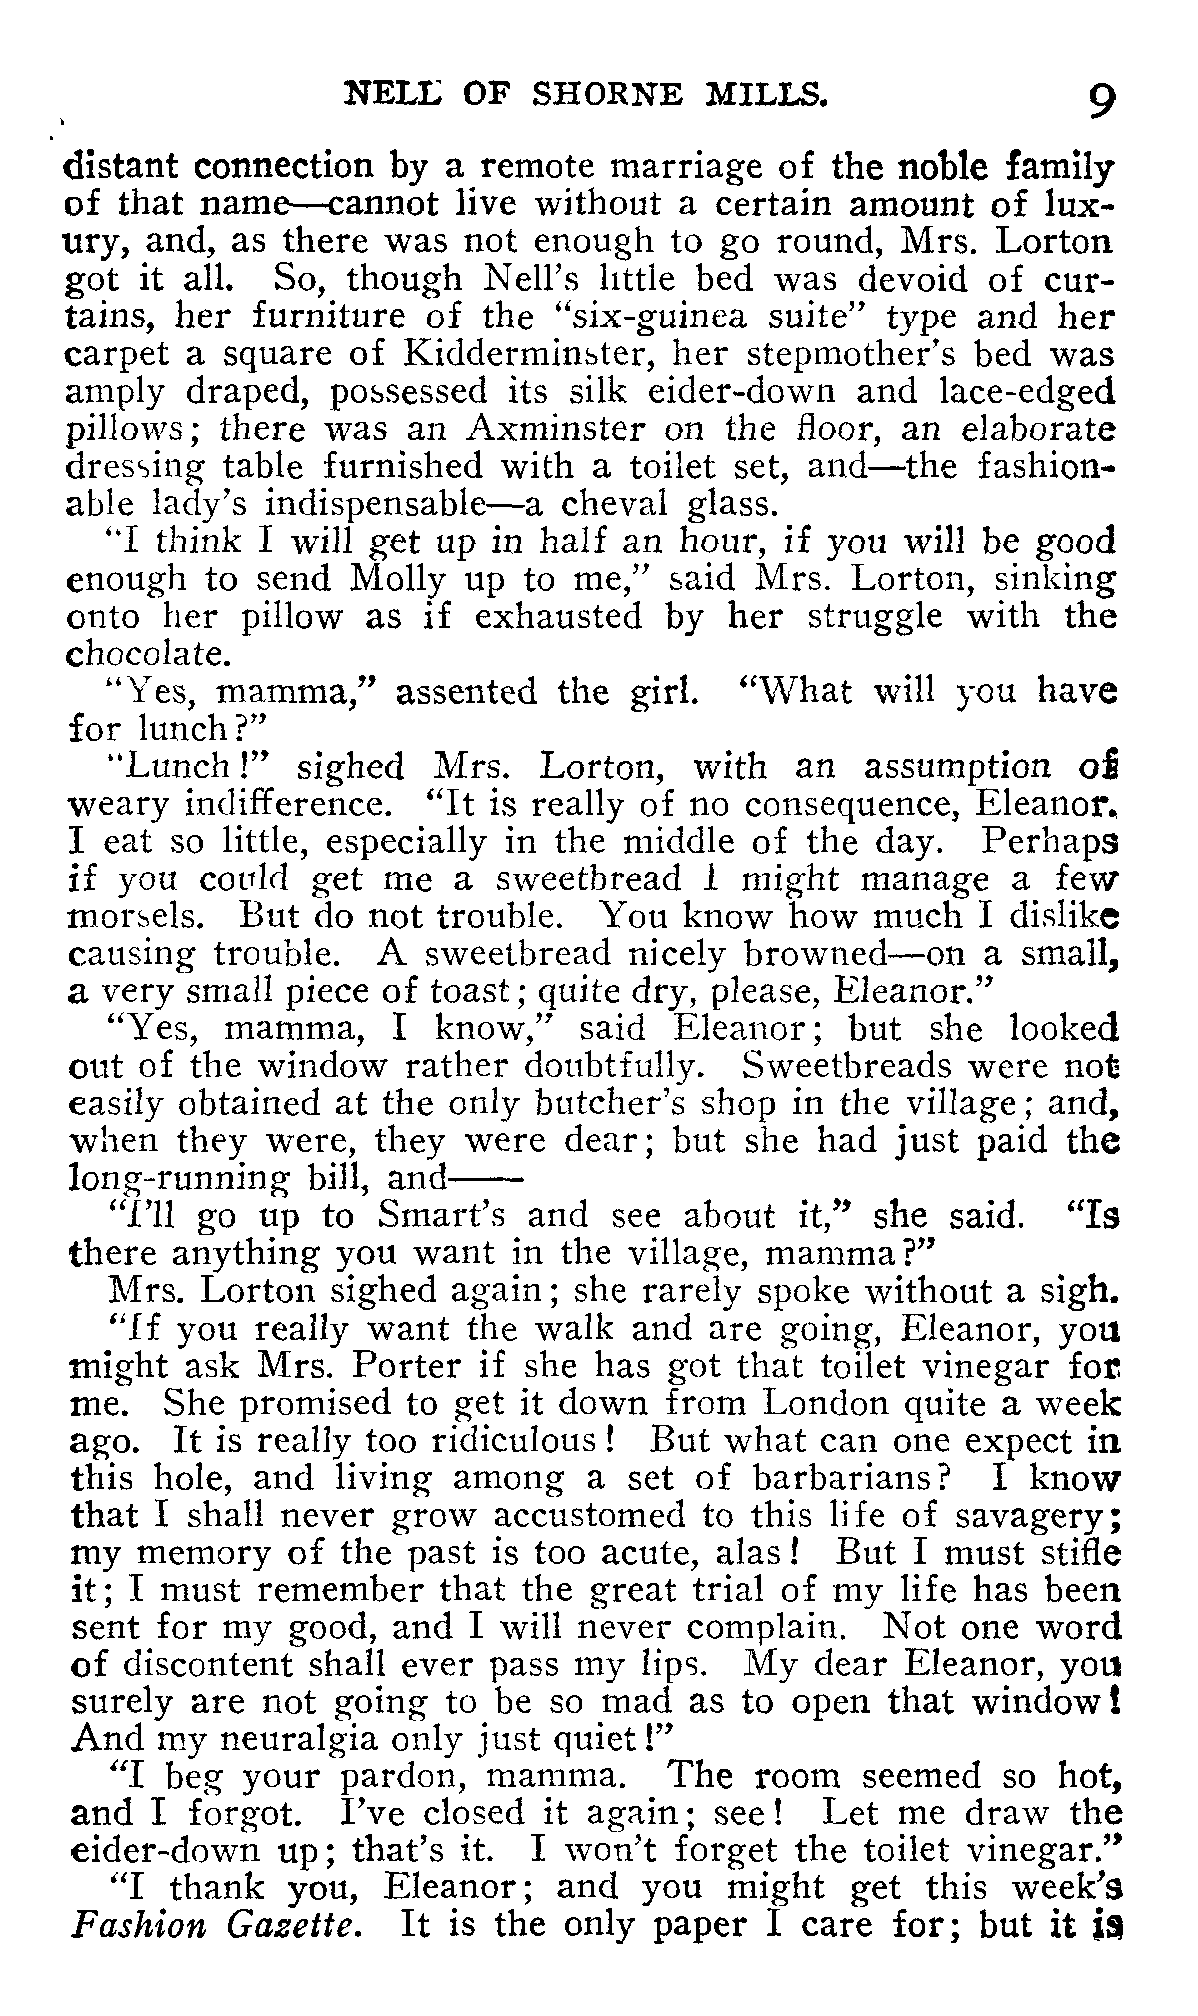 NELL OF SHORNE MILLS. 9
distant connection by a remote marriage of the noble family
of that name—cannot live without a certain amount of lux-
ury, and, as there was not enough to go round, Mrs. Lorton
got it all. So, though Nell's little bed was devoid of cur-
tains, her furniture of the "six-guinea suite" type and her
carpet a square of Kidderminster, her stepmother's bed was
amply draped, possessed its silk eider-down and lace-edged
pillows; there was an Axminster on the floor, an elaborate
dressing table furnished with a toilet set, and—the fashion-
able lady's indispensable—a cheval glass.
"I think I will get up in half an hour, if you will be good
enough to send Molly up to me," said Mrs. Lorton, sinking
onto her pillow as if exhausted by her struggle with the
chocolate.
"Yes, mamma," assented the girl. "What will you have
for lunch?"
"Lunch!" sighed Mrs. Lorton, with an assumption of
weary indifference. "It is really of no consequence, Eleanor.
I eat so little, especially in the middle of the day. Perhaps
if you could get me a sweetbread I might manage a few
morsels. But do not trouble. You know how much I dislike
causing trouble. A sweetbread nicely browned—on a small,
a very small piece of toast; quite dry, please, Eleanor."
"Yes, mamma, I know," said Eleanor; but she looked
out of the window rather doubtfully. Sweetbreads were not
easily obtained at the only butcher's shop in the village; and,
when they were, they were dear; but she had just paid the
long-running bill, and——
"I'll go up to Smart's and see about it," she said. "Is
there anything you want in the village, mamma?"
Mrs. Lorton sighed again; she rarely spoke without a sigh.
"If you really want the walk and are going, Eleanor, you
might ask Mrs. Porter if she has got that toilet vinegar for
me. She promised to get it down from London quite a week
ago. It is really too ridiculous! But what can one expect in
this hole, and living among a set of barbarians? I know
that I shall never grow accustomed to this life of savagery;
my memory of the past is too acute, alas! But I must stifle
it; I must remember that the great trial of my life has been
sent for my good, and I will never complain. Not one word
of discontent shall ever pass my lips. My dear Eleanor, you
surely are not going to be so mad as to open that window!
And my neuralgia only just quiet!"
"I beg your pardon, mamma. The room seemed so hot,
and I forgot. I've closed it again; see! Let me draw the
eider-down up; that's it. I won't forget the toilet vinegar."
"I thank you, Eleanor; and you might get this week's
Fashion Gazette. It is the only paper I care for; but it is